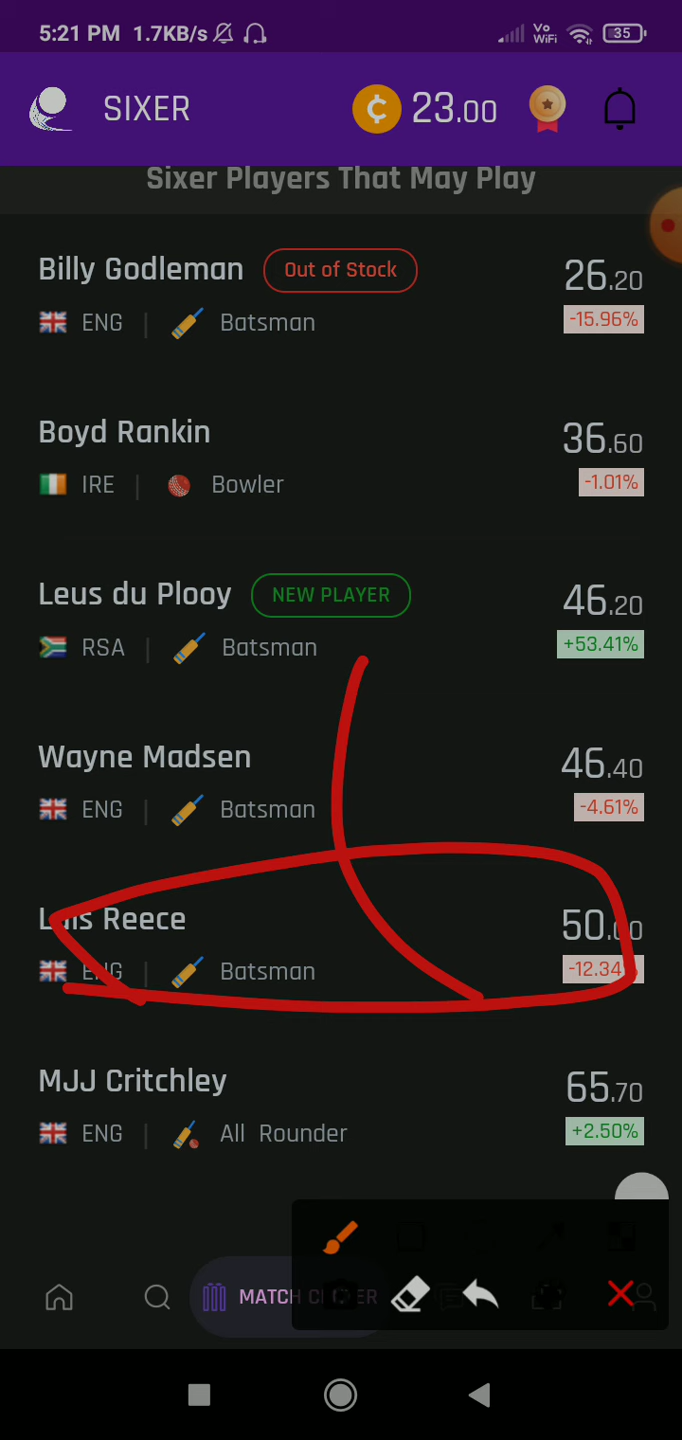 5:21 PM 1.7KB/s Vo WiFi 35
SIXER ¢ 23.00
Sixer Players That May Play
Billy Godleman Out of Stock 26.20
ENG | Batsman -15.96%
Boyd Rankin 36.60
IRE | Bowler -1.01%
Leus du Plooy NEW PLAYER 46.20
RSA | Batsman +53.41%
Wayne Madsen 46.40
ENG | Batsman -4.61%
Reece
ENG | Batsman -12.34
MJJ Critchley 65.70
ENG | All Rounder +2.50%
MATCH